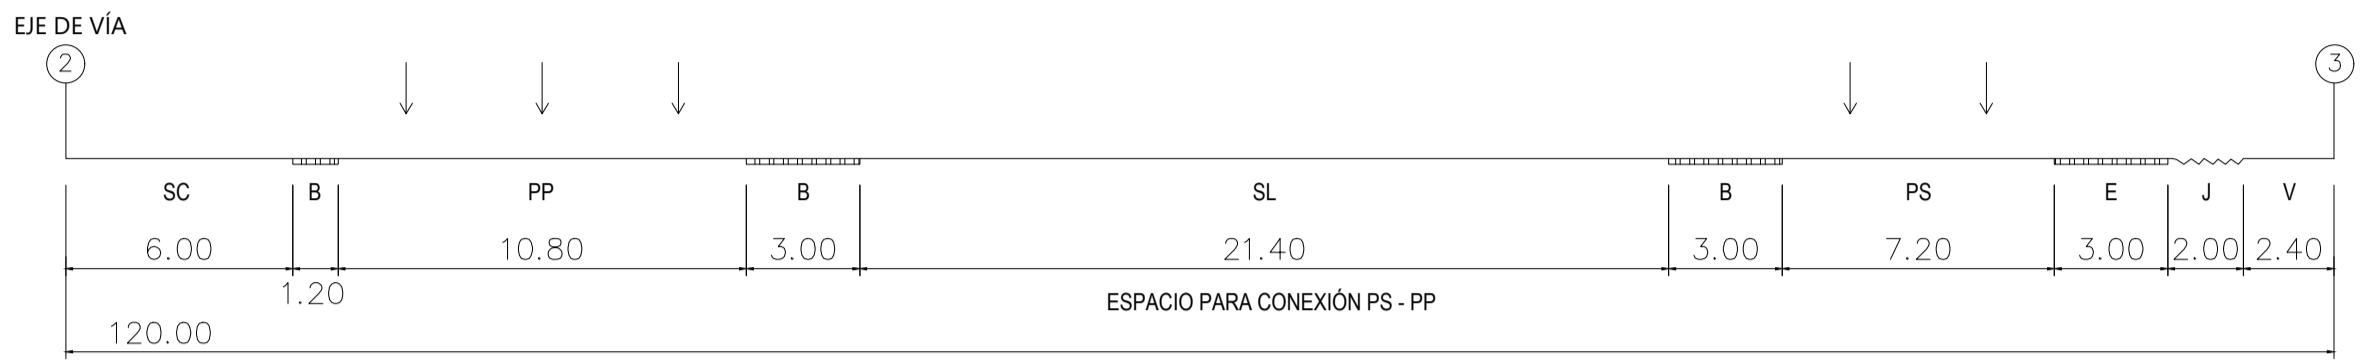 EJE DE VÍA
2 3
SC B PP B SL B PS E J V
6.00 10.80 3.00 21.40 3.00 7.20 3.00 2.00 2.40
1.20
ESPACIO PARA CONEXIÓN PS - PP
120.00